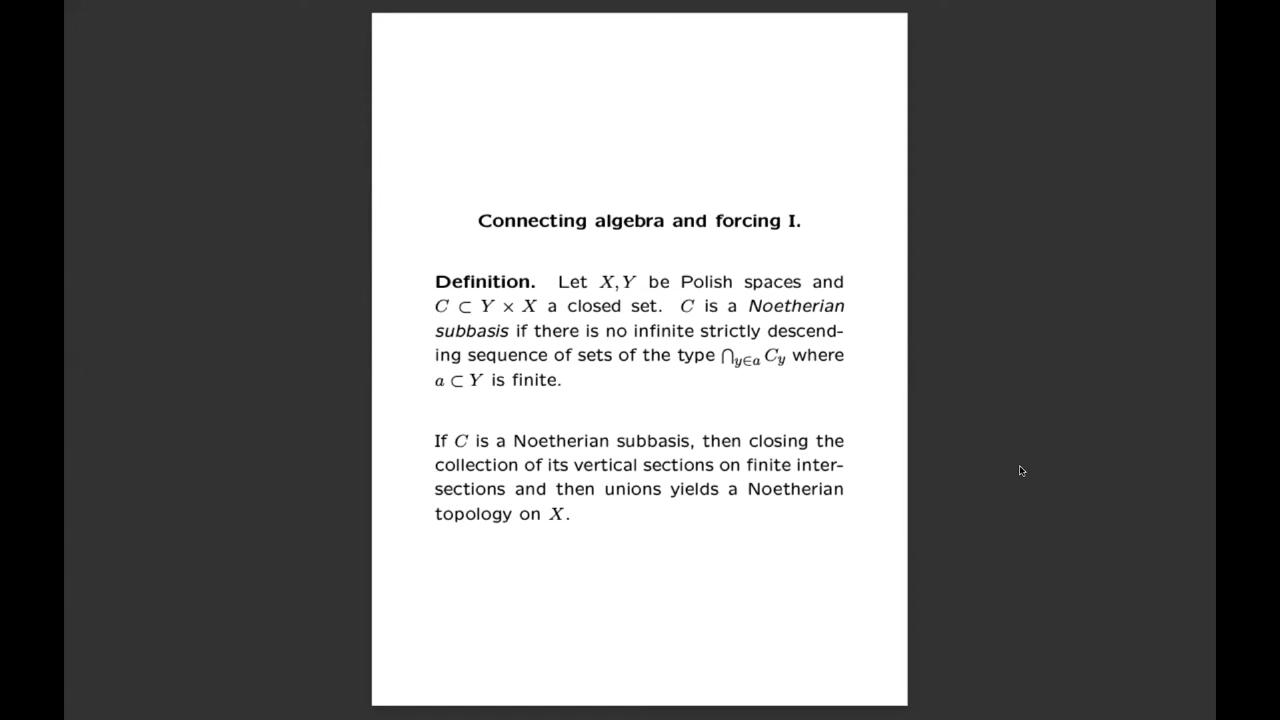 Connecting algebra and forcing I.
Definition. Let X, Y be Polish spaces and
C ⊂ Y × X a closed set. C is a Noetherian
subbasis if there is no infinite strictly descend-
ing sequence of sets of the type ⋂_{y∈a} C_y where
a ⊂ Y is finite.
If C is a Noetherian subbasis, then closing the
collection of its vertical sections on finite inter-
sections and then unions yields a Noetherian
topology on X.